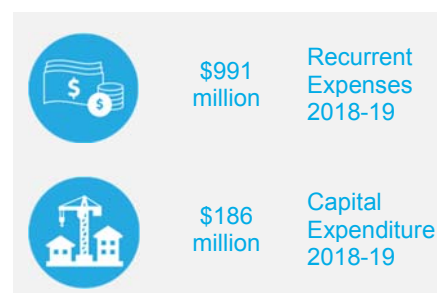 $
$
$991
million
Recurrent
Expenses
2018-19
$186
million
Capital
Expenditure
2018-19